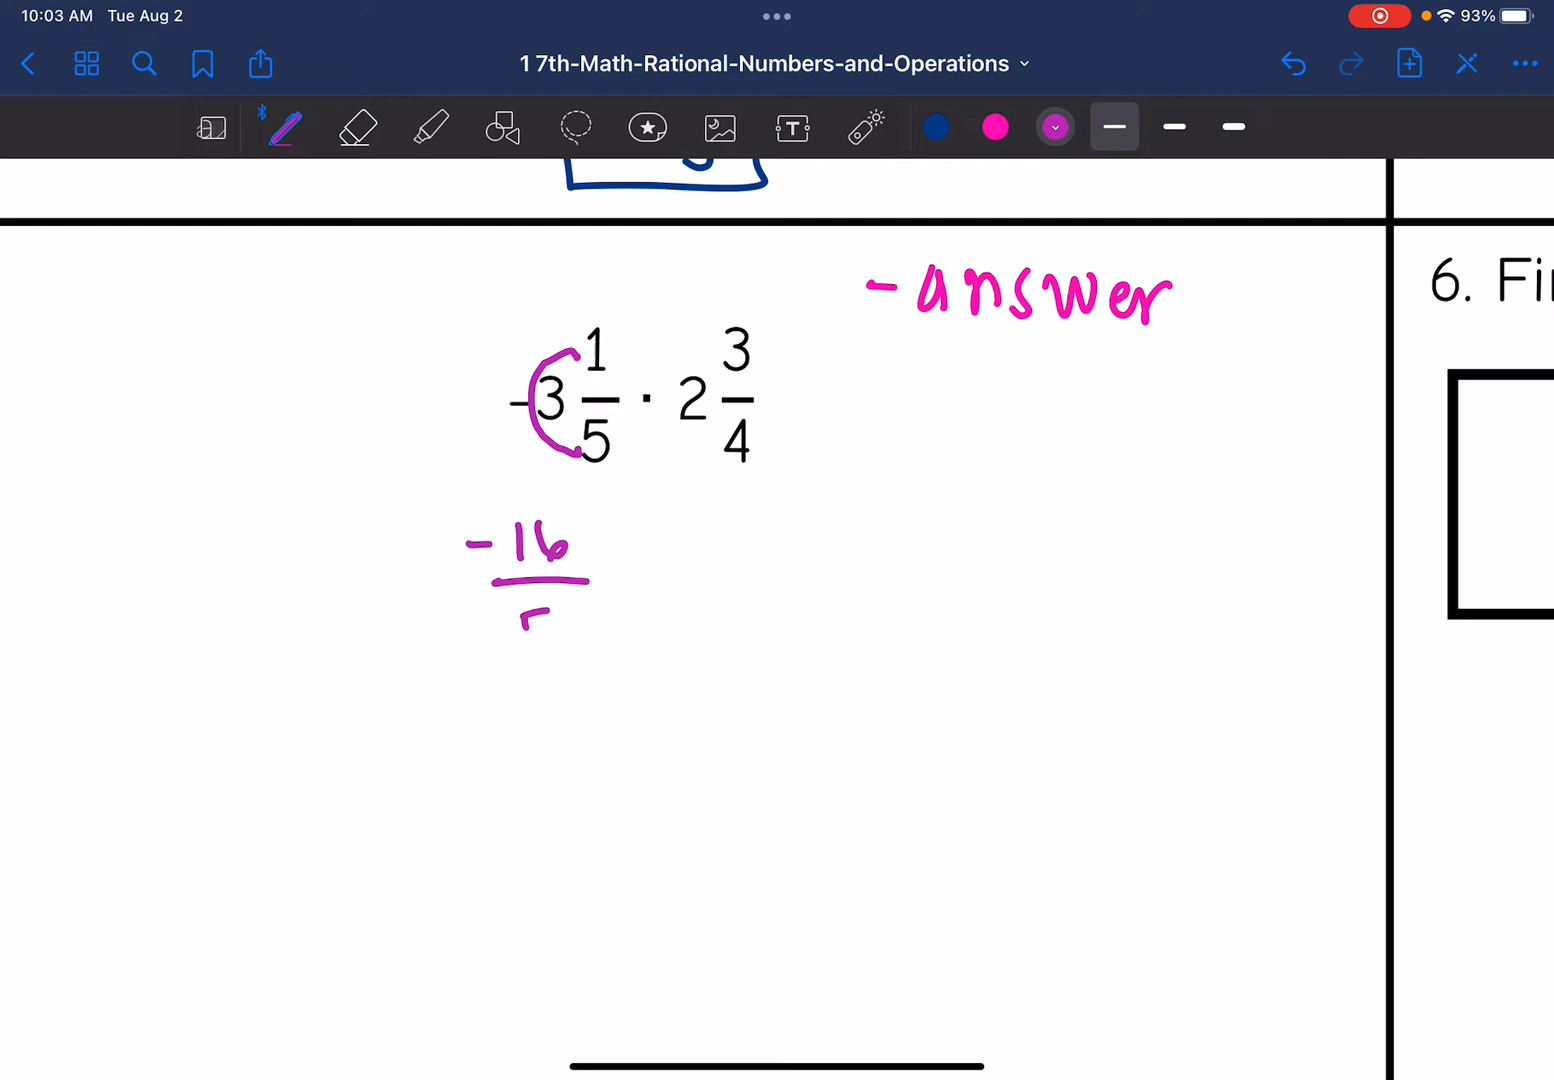 10:03 AM Tue Aug 2
93%
1 7th-Math-Rational-Numbers-and-Operations
T
- answer
6. Fi
-3 1/5 · 2 3/4
-16